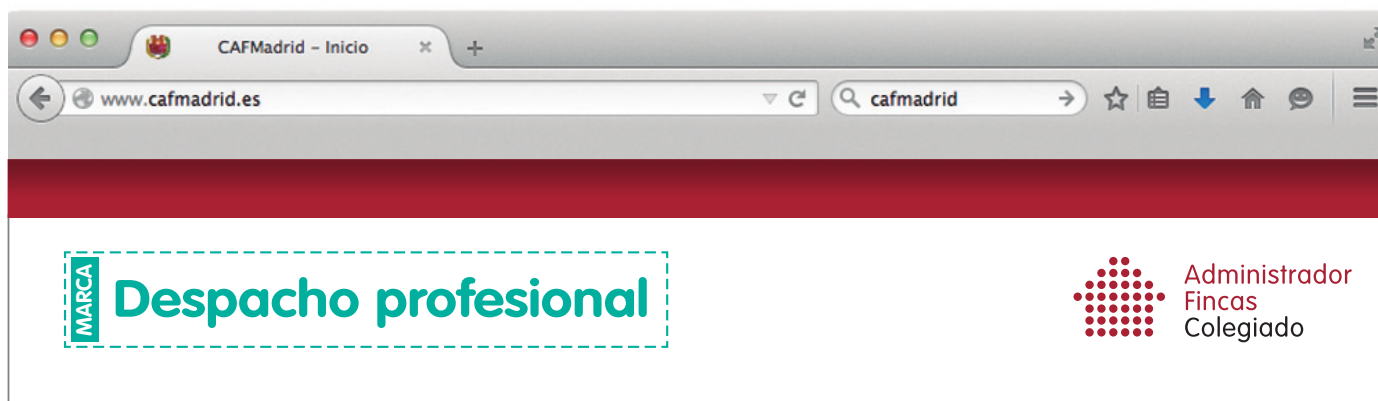 CAFMadrid – Inicio
www.cafmadrid.es
cafmadrid
MARCA
Despacho profesional
Administrador
Fincas
Colegiado